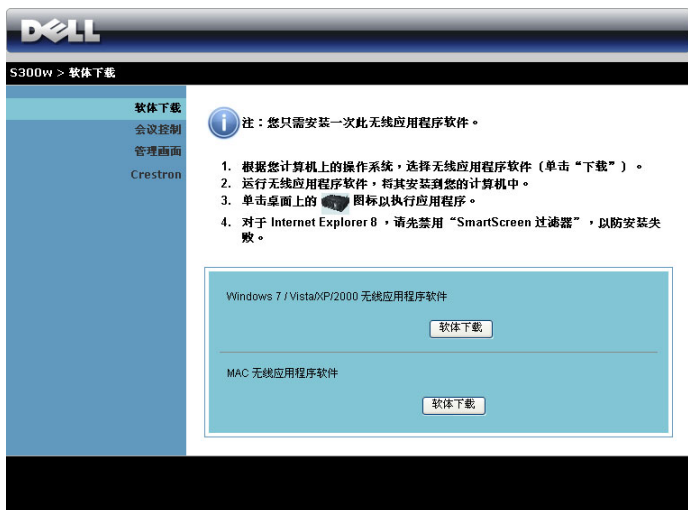 DELL
S300w > 软体下载
软体下载
会议控制
管理画面
Crestron
注：您只需安装一次此无线应用程序软件。
1. 根据您计算机上的操作系统，选择无线应用程序软件（单击“下载”）。
2. 运行无线应用程序软件，将其安装到您的计算机中。
3. 单击桌面上的 图标以执行应用程序。
4. 对于 Internet Explorer 8 ，请先禁用“SmartScreen 过滤器”，以防安装失
败。
Windows 7 / Vista/XP/2000 无线应用程序软件
软体下载
MAC 无线应用程序软件
软体下载